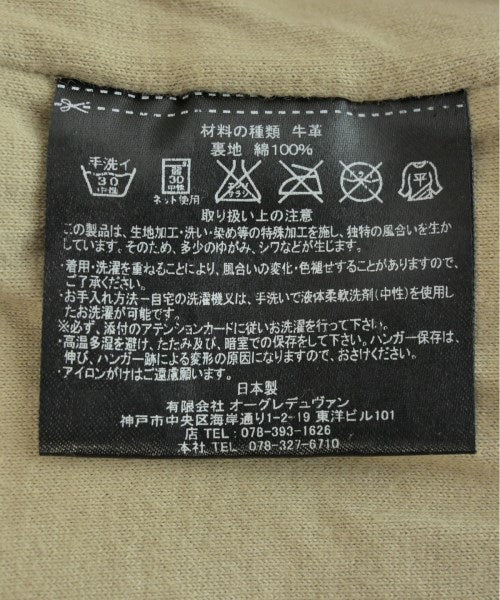 材料の種類 牛革
裏地 綿100%
手洗イ
30
中性
弱
30
中性
ネット使用
エンソ
サラシ
平
取り扱い上の注意
この製品は、生地加工・洗い・染め等の特殊加工を施し、独特の風合いを生か
しています。そのため、多少のゆがみ、シワなどが生じます。
・着用・洗濯を重ねることにより、風合いの変化・色褪せすることがありますので、
ご了承ください。
・お手入れ方法－自宅の洗濯機又は、手洗いで液体柔軟洗剤(中性)を使用し
たお洗濯が可能です。
※必ず、添付のアテンションカードに従いお洗濯を行って下さい。
・高温多湿を避け、たたみ及び、暗室での保存をして下さい。ハンガー保存は、
伸び、ハンガー跡による変形の原因になりますので、おさけください。
・アイロンがけはご遠慮願います。
日本製
有限会社 オーグレデュヴァン
神戸市中央区海岸通り1-2-19 東洋ビル101
店 TEL : 078-393-1626
本社 TEL : 078-327-6710